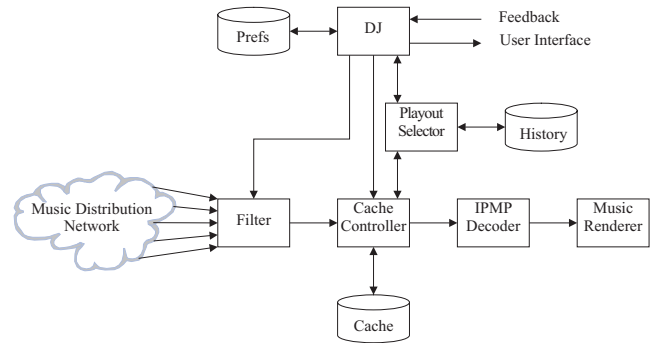 Feedback
DJ
Prefs
User Interface
Playout
Selector
History
Music Distribution
Network
Filter
Cache
Controller
IPMP
Decoder
Music
Renderer
Cache